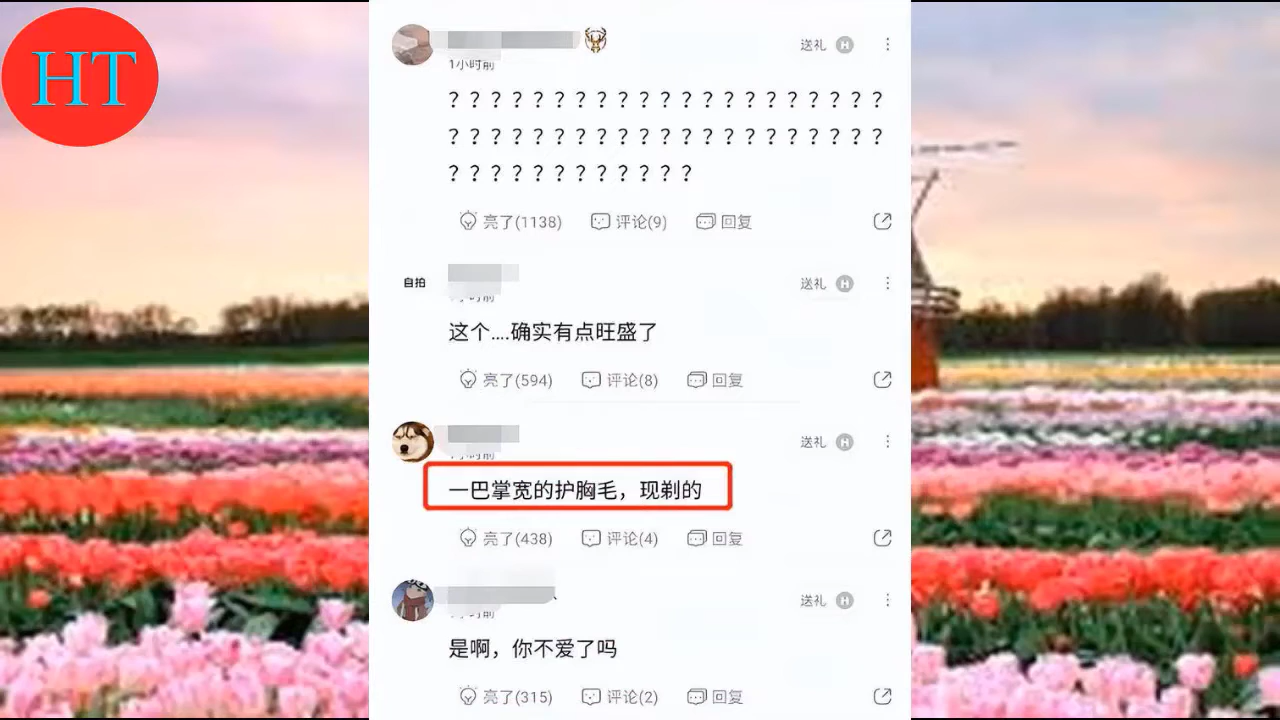 HT
送礼 H
1小时前
？？？？？？？？？？？？？？？？？？？？？
？？？？？？？？？？？？？？？？？？？？？
？？？？？？？？？？？？
亮了(1138) 评论(9) 回复
自拍
送礼 H
这个....确实有点旺盛了
亮了(594) 评论(8) 回复
送礼 H
一巴掌宽的护胸毛，现剃的
亮了(438) 评论(4) 回复
送礼 H
是啊，你不爱了吗
亮了(315) 评论(2) 回复